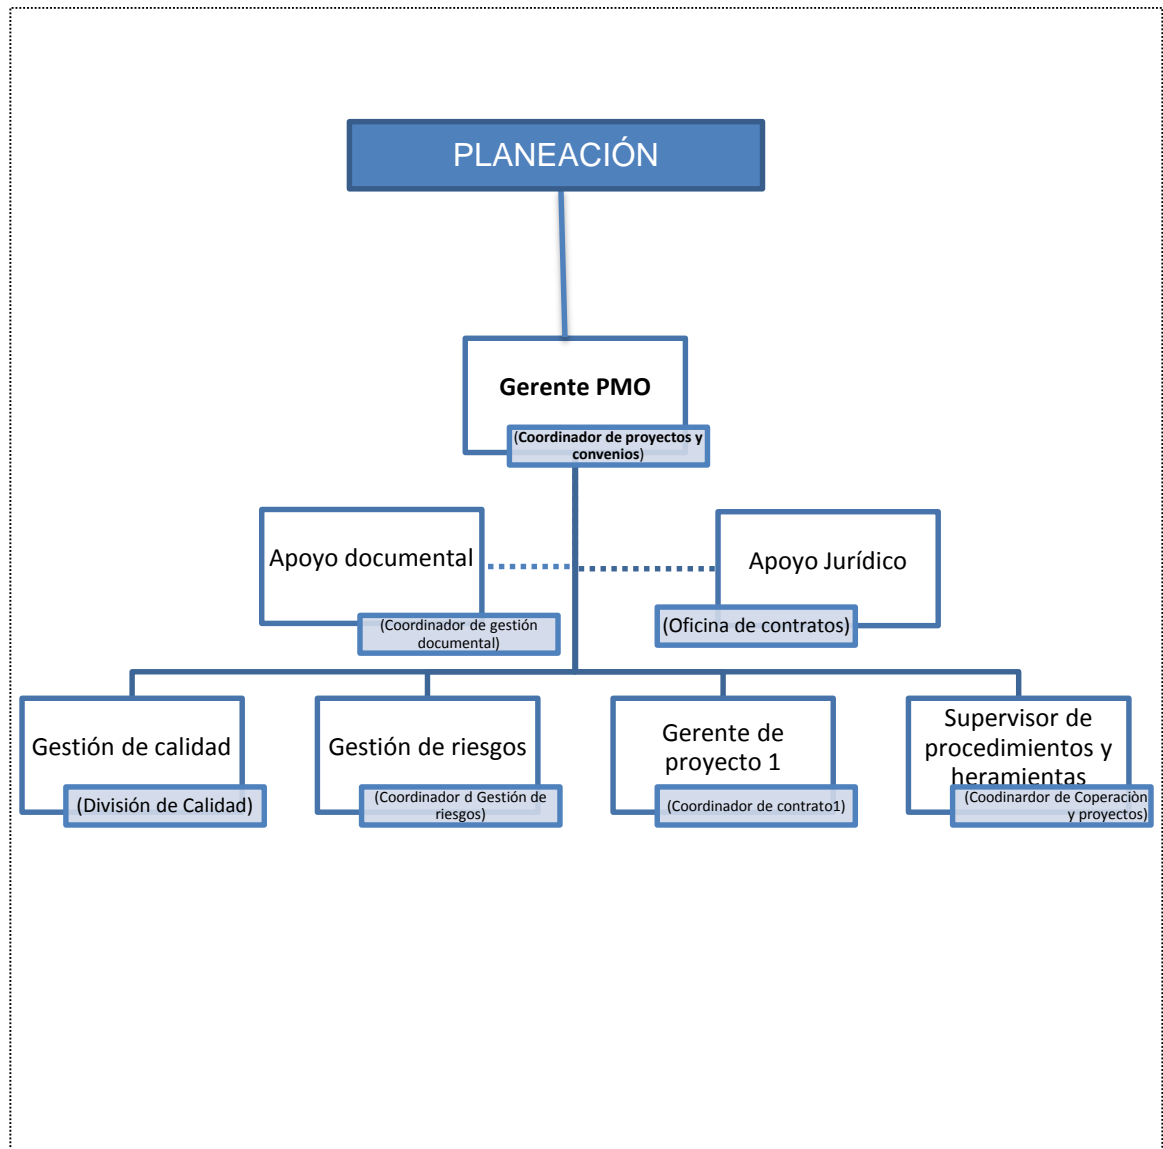 PLANEACIÓN
Gerente PMO
(Coordinador de proyectos y
convenios)
Apoyo documental
(Coordinador de gestión
documental)
Apoyo Jurídico
(Oficina de contratos)
Gestión de calidad
(División de Calidad)
Gestión de riesgos
(Coordinador d Gestión de
riesgos)
Gerente de
proyecto 1
(Coordinador de contrato1)
Supervisor de
procedimientos y
heramientas
(Coodinardor de Coperaciòn
y proyectos)